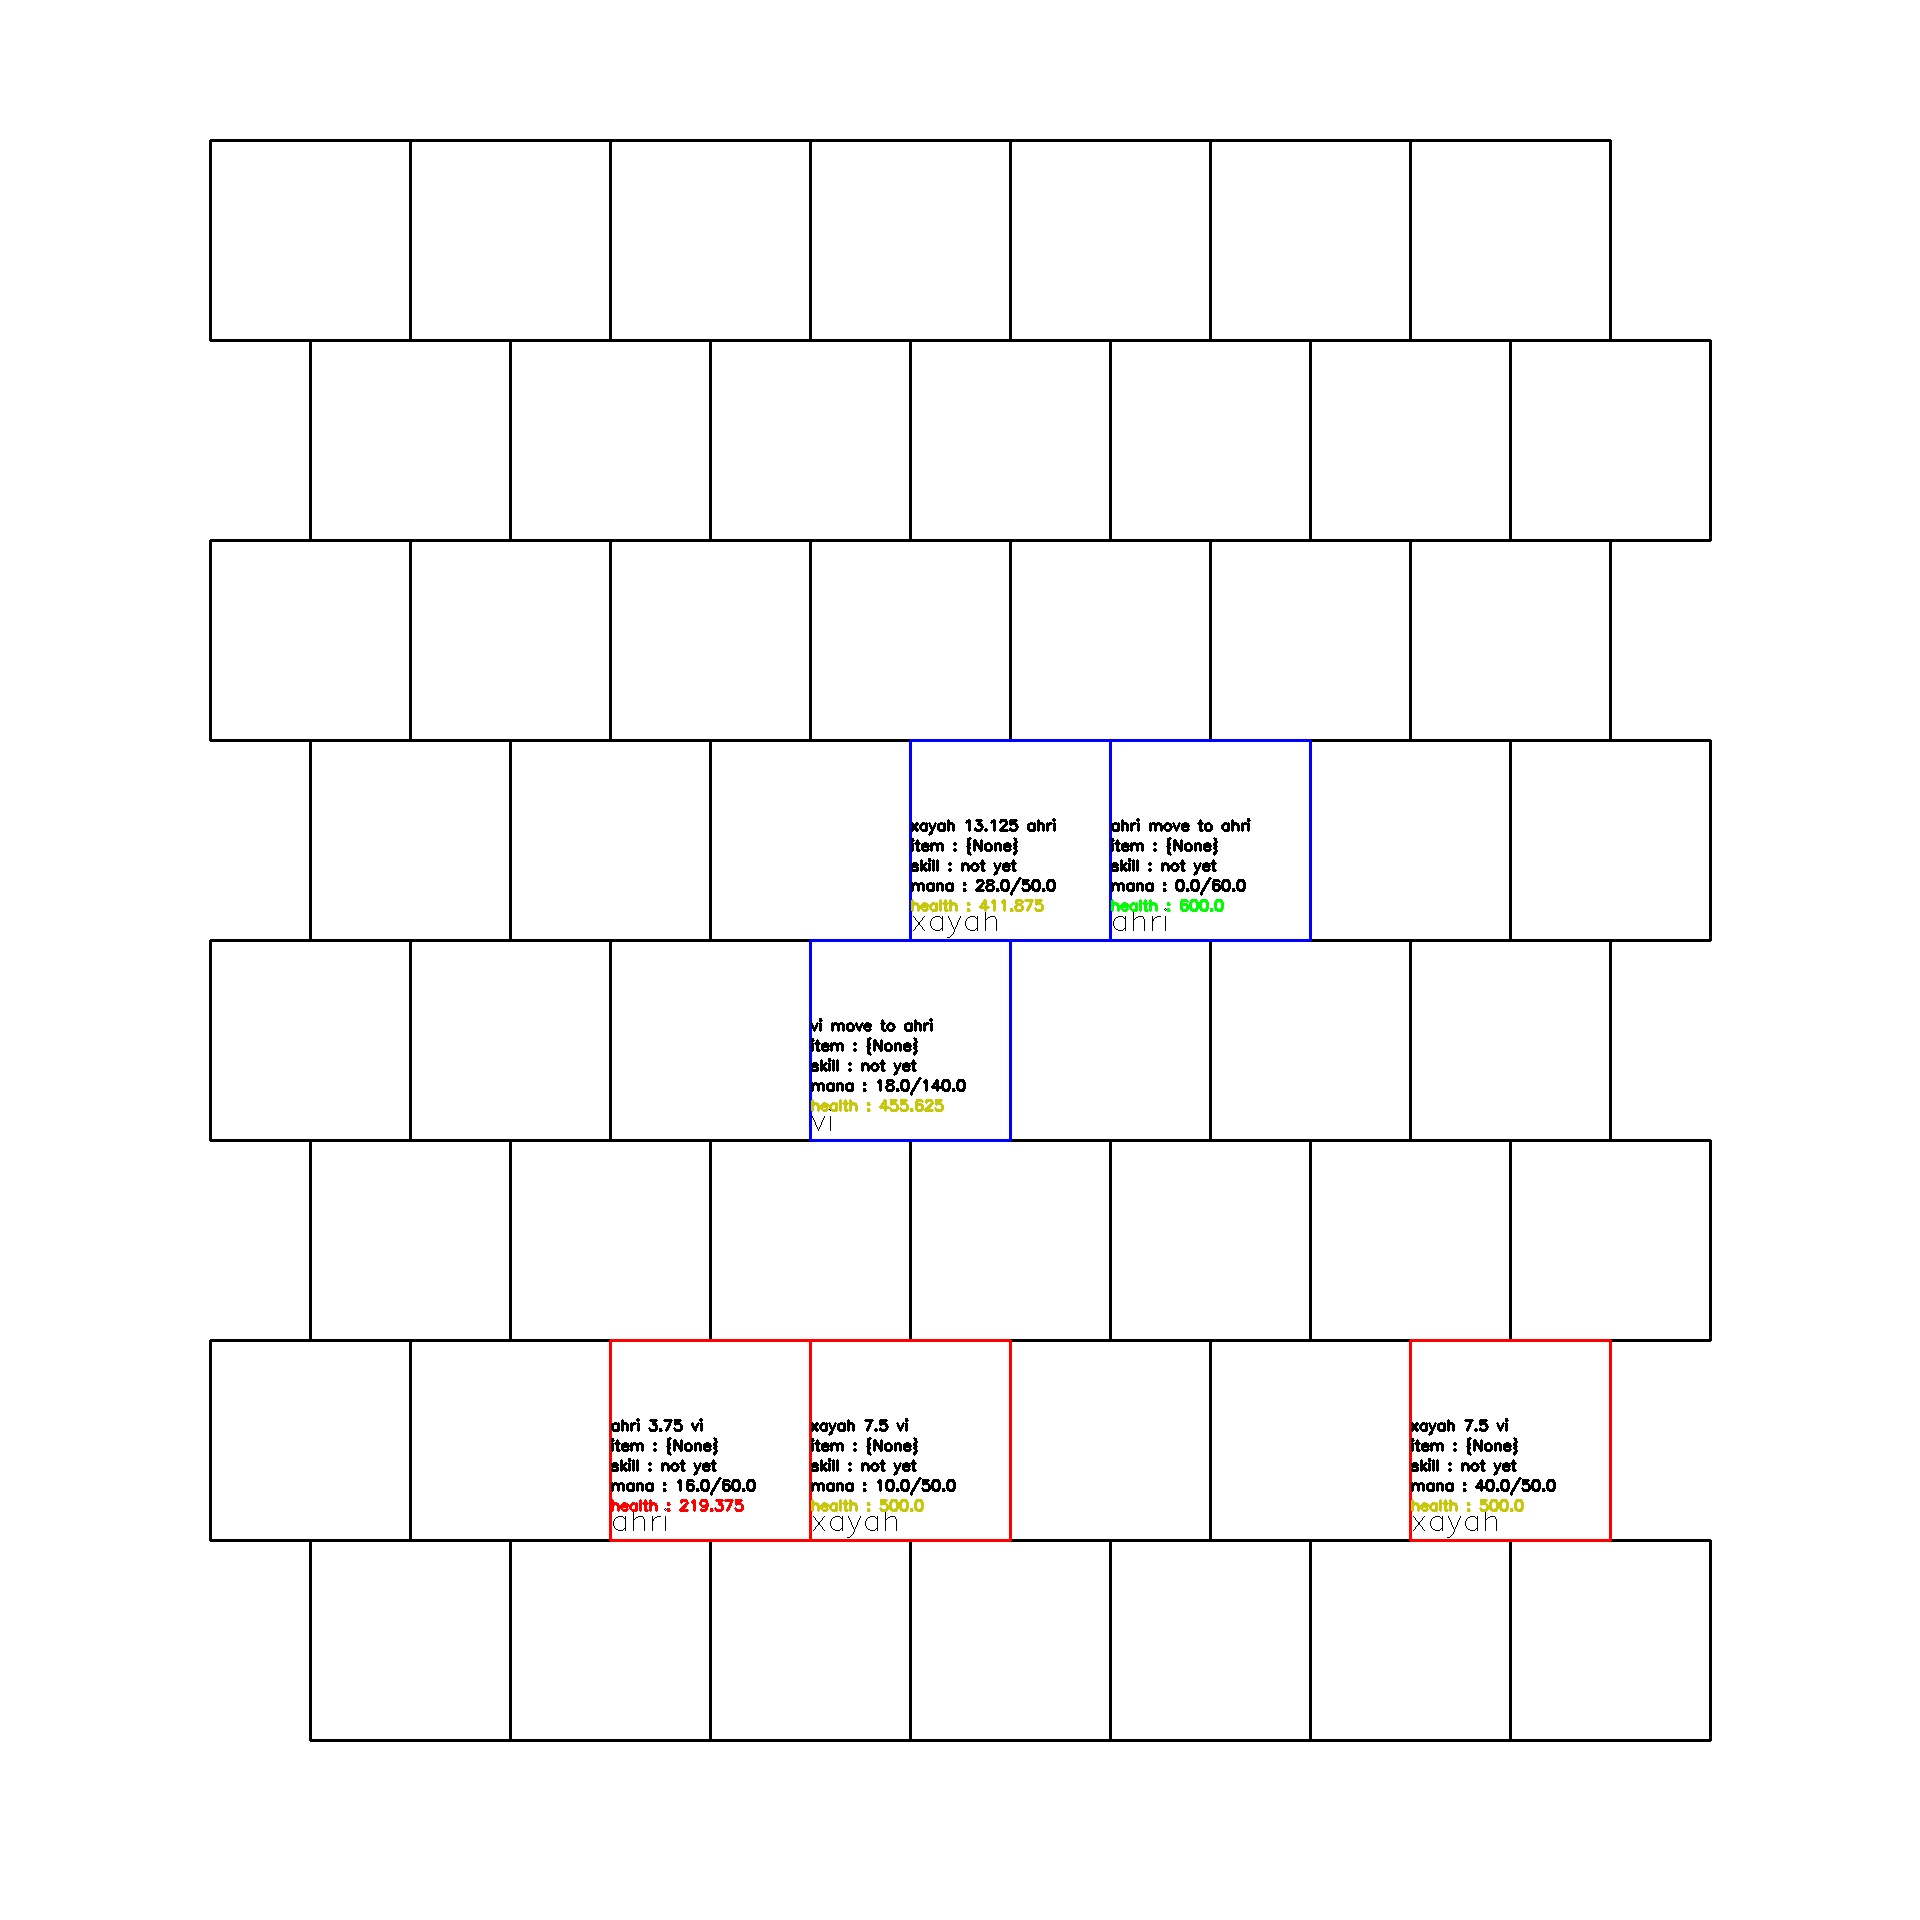 xayah 13.125 ahri
item : {None}
skill : not yet
mana : 28.0/50.0
health : 411.875
xayah
ahri move to ahri
item : {None}
skill : not yet
mana : 0.0/60.0
health : 600.0
ahri
vi move to ahri
item : {None}
skill : not yet
mana : 18.0/140.0
health : 455.625
vi
ahri 3.75 vi
item : {None}
skill : not yet
mana : 16.0/60.0
health : 219.375
ahri
xayah 7.5 vi
item : {None}
skill : not yet
mana : 10.0/50.0
health : 500.0
xayah
xayah 7.5 vi
item : {None}
skill : not yet
mana : 40.0/50.0
health : 500.0
xayah